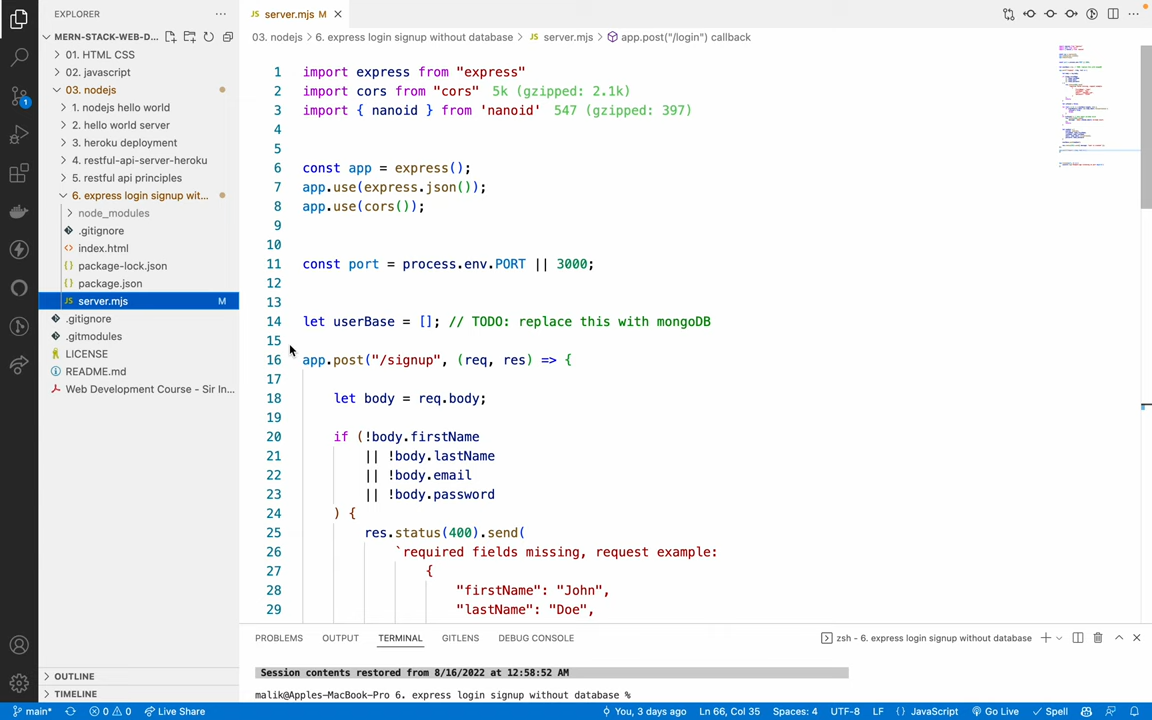 EXPLORER
MERN-STACK-WEB-D...
01. HTML CSS
02. javascript
03. nodejs
1. nodejs hello world
2. hello world server
3. heroku deployment
4. restful-api-server-heroku
5. restful api principles
6. express login signup wit...
node_modules
.gitignore
index.html
package-lock.json
package.json
JS server.mjs M
.gitignore
.gitmodules
LICENSE
README.md
Web Development Course - Sir In...
OUTLINE
TIMELINE
JS server.mjs M
03. nodejs > 6. express login signup without database > JS server.mjs > app.post("/login") callback
1 import express from "express"
2 import cors from "cors" 5k (gzipped: 2.1k)
3 import { nanoid } from 'nanoid' 547 (gzipped: 397)
4
5
6 const app = express();
7 app.use(express.json());
8 app.use(cors());
9
10
11 const port = process.env.PORT || 3000;
12
13
14 let userBase = []; // TODO: replace this with mongoDB
15
16 app.post("/signup", (req, res) => {
17
18 let body = req.body;
19
20 if (!body.firstName
21 || !body.lastName
22 || !body.email
23 || !body.password
24 ) {
25 res.status(400).send(
26 `required fields missing, request example:
27 {
28 "firstName": "John",
29 "lastName": "Doe",
PROBLEMS OUTPUT TERMINAL GITLENS DEBUG CONSOLE zsh - 6. express login signup without database
Session contents restored from 8/16/2022 at 12:58:52 AM
malik@Apples-MacBook-Pro 6. express login signup without database %
main* 0 0 Live Share You, 3 days ago Ln 66, Col 35 Spaces: 4 UTF-8 LF {} JavaScript Go Live Spell